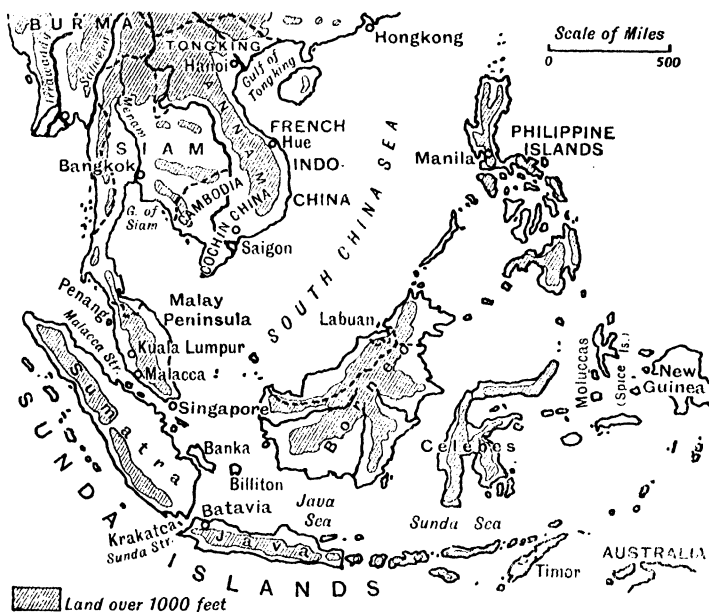 BURMA
Irrawaddy
Salween
TONGKING
Hanoi
Gulf of
Tongking
Hongkong
Scale of Miles
0 500
Menam
ANNAM
FRENCH
Hue
INDO-
CHINA
SIAM
Bangkok
CAMBODIA
COCHIN CHINA
G. of
Siam
Saigon
SOUTH CHINA SEA
Manila
PHILIPPINE
ISLANDS
Penang
Malay
Peninsula
Malacca Str.
Kuala Lumpur
Malacca
Singapore
Labuan
Borneo
Sumatra
Banka
Billiton
Celebes
Moluccas
(Spice Is.)
New
Guinea
Batavia
Java
Sea
Sunda Sea
Krakatca
Sunda Str.
Java
SUNDA ISLANDS
Timor
AUSTRALIA
Land over 1000 feet